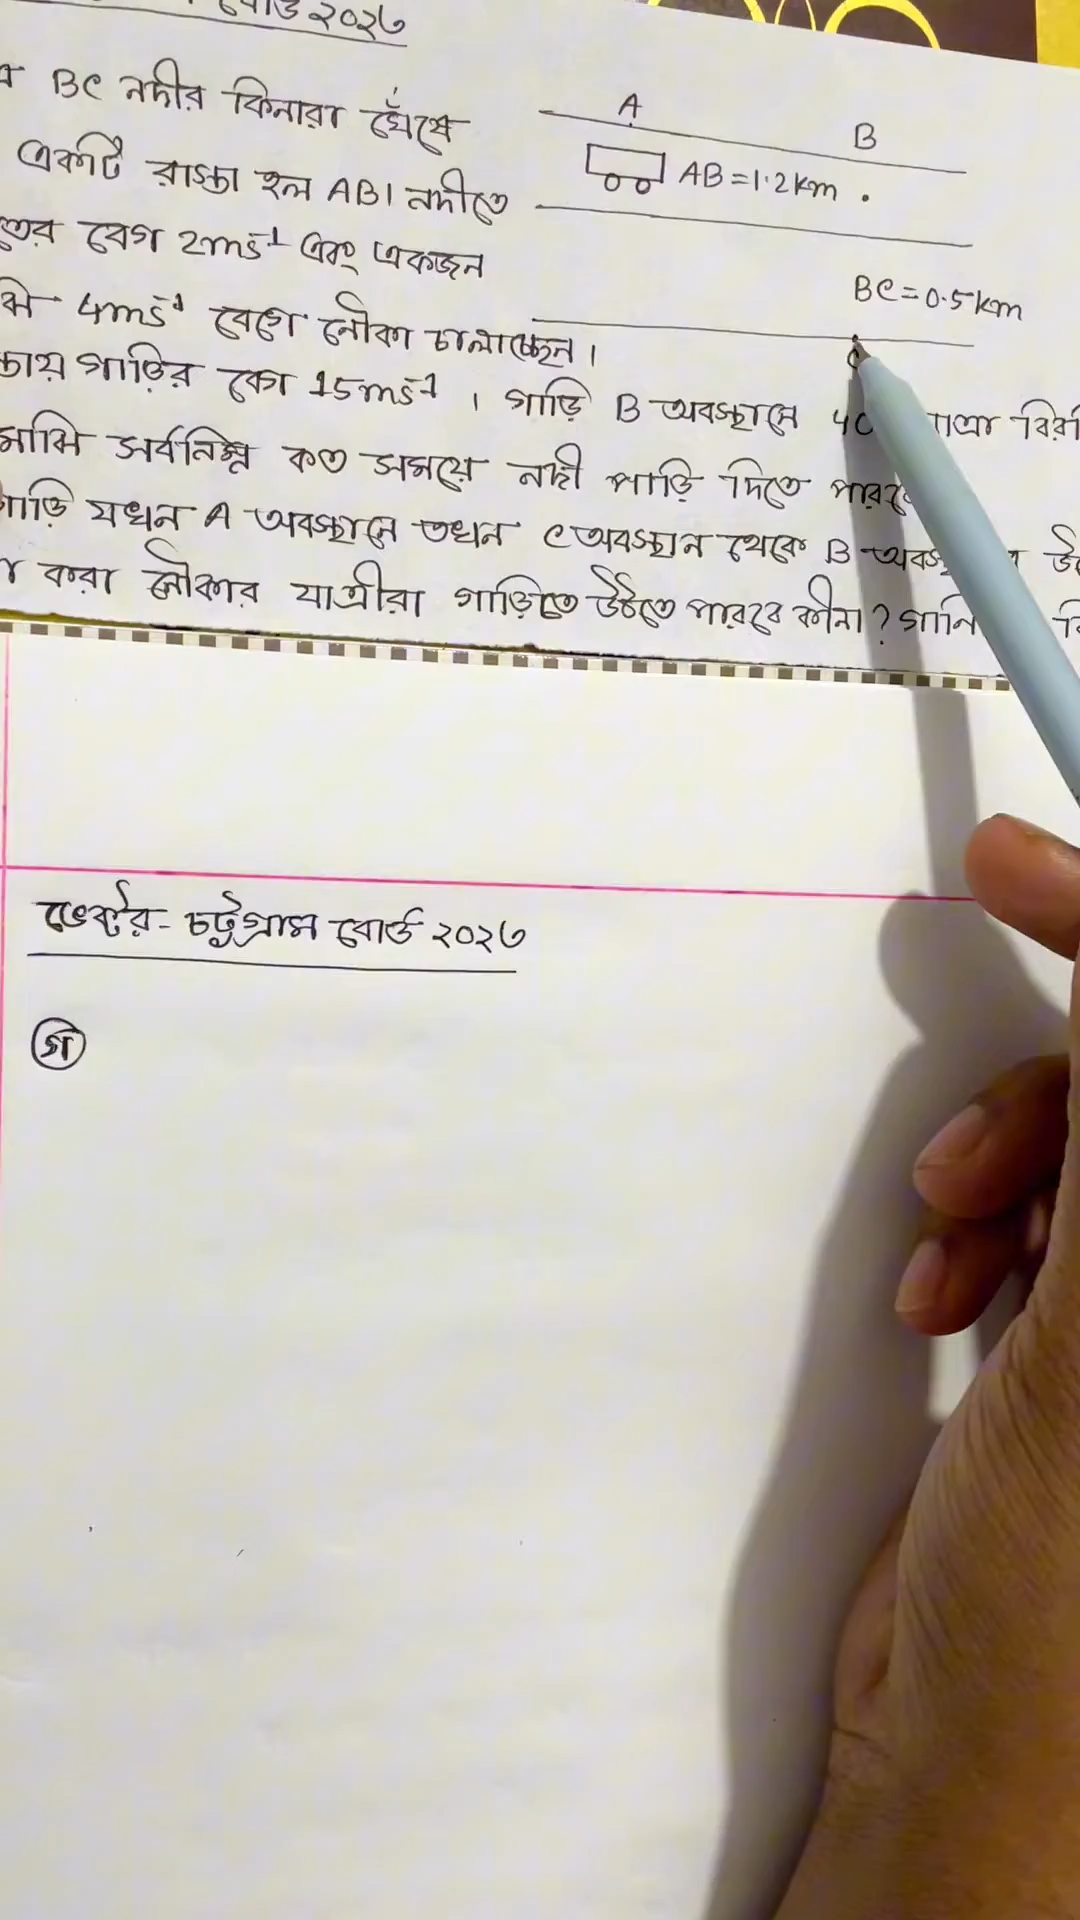 বোর্ড ২০২৩
BC নদীর কিনারা ঘেঁষে
একটি রাস্তা হল AB। নদীতে
বেগ 2ms⁻¹ এবং একজন
4ms⁻¹ বেগে নৌকা চালাচ্ছেন।
গাড়ির বেগ 15ms⁻¹ । গাড়ি B অবস্থানে
মাঝি সর্বনিম্ন কত সময়ে নদী পাড়ি দিতে
গাড়ি যখন A অবস্থানে তখন C অবস্থান থেকে B
করা নৌকার যাত্রীরা গাড়িতে উঠতে পারবে কীনা?
A
B
AB = 1.2 km
BC = 0.5 km
ভেক্টর - চট্টগ্রাম বোর্ড ২০২৩
গ